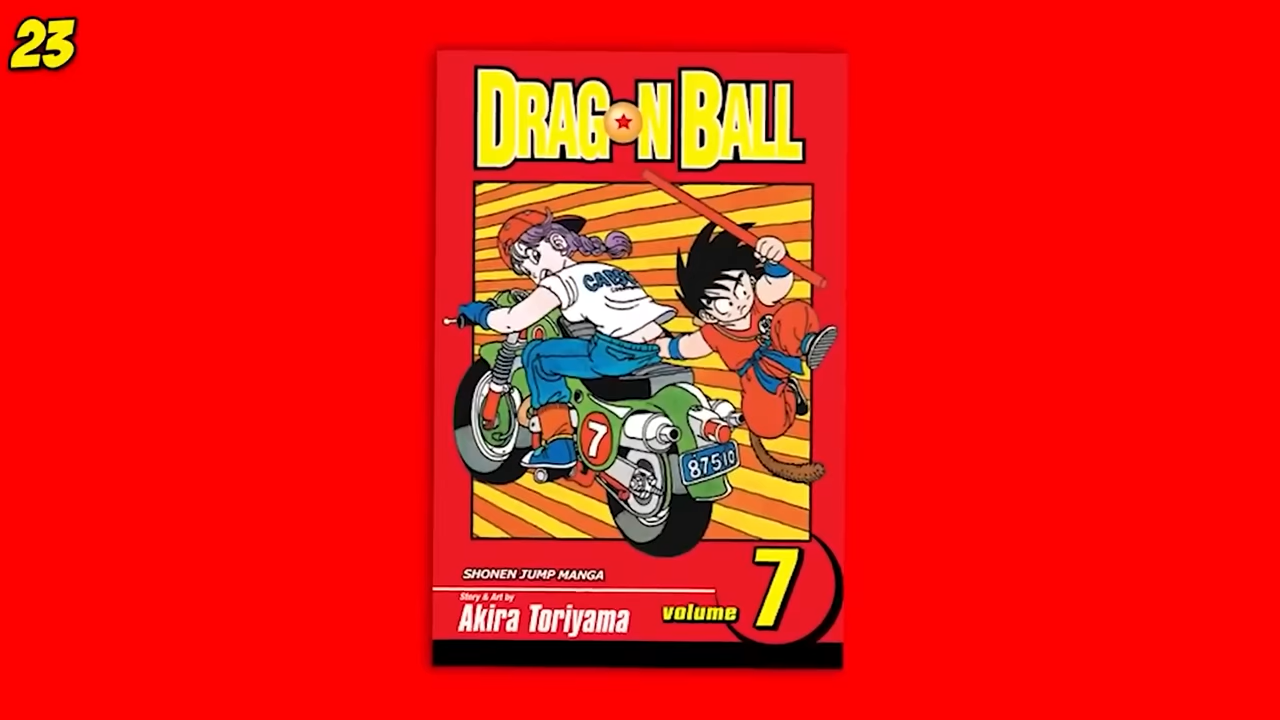 23
DRAGON BALL
7
87510
SHONEN JUMP MANGA
Story & Art by
Akira Toriyama
volume 7